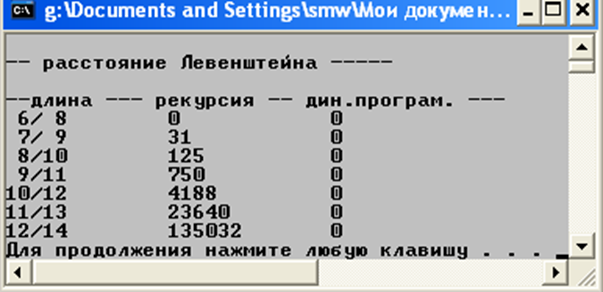 g:\Documents and Settings\smw\Мои докумен...
-- расстояние Левенштейна -----
--длина --- рекурсия -- дин.програм. ---
6/ 8 0 0
7/ 9 31 0
8/10 125 0
9/11 750 0
10/12 4188 0
11/13 23640 0
12/14 135032 0
Для продолжения нажмите любую клавишу . . . _